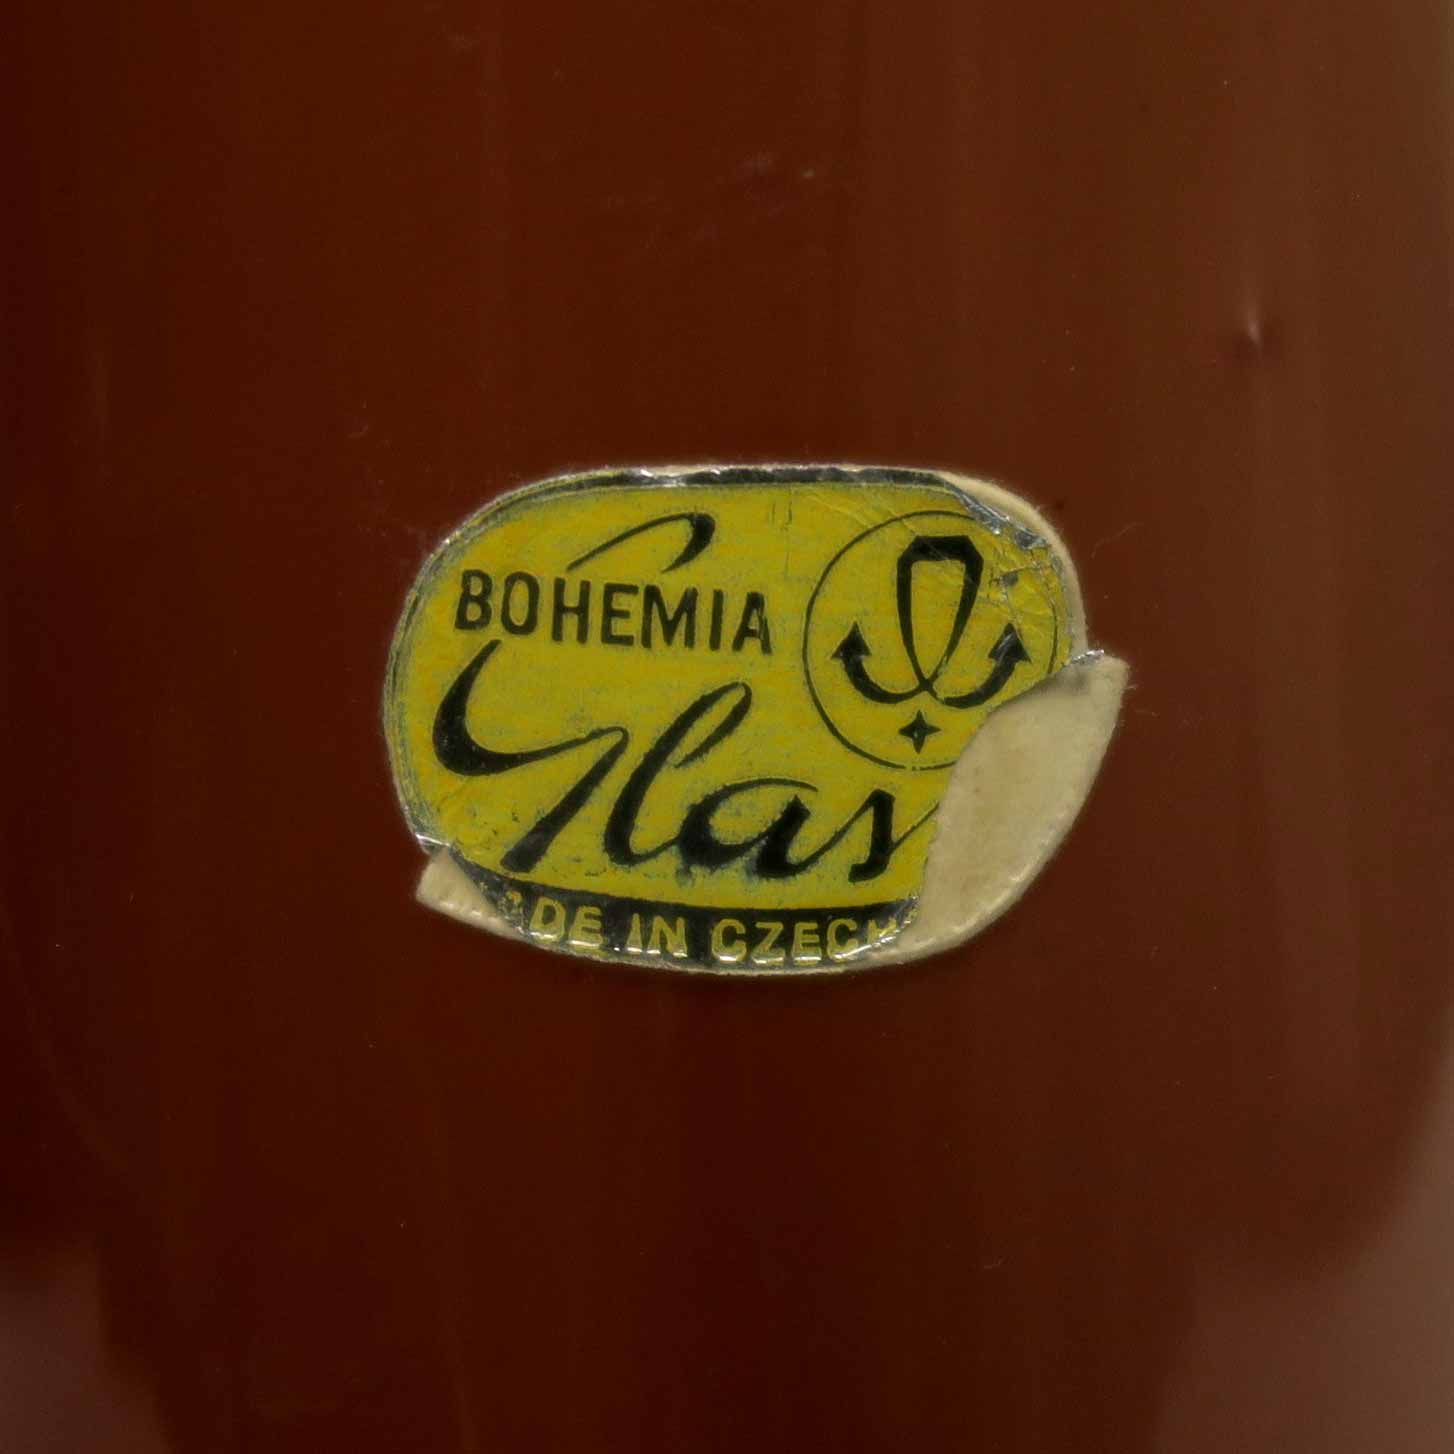 BOHEMIA
Glas
DE IN CZECH